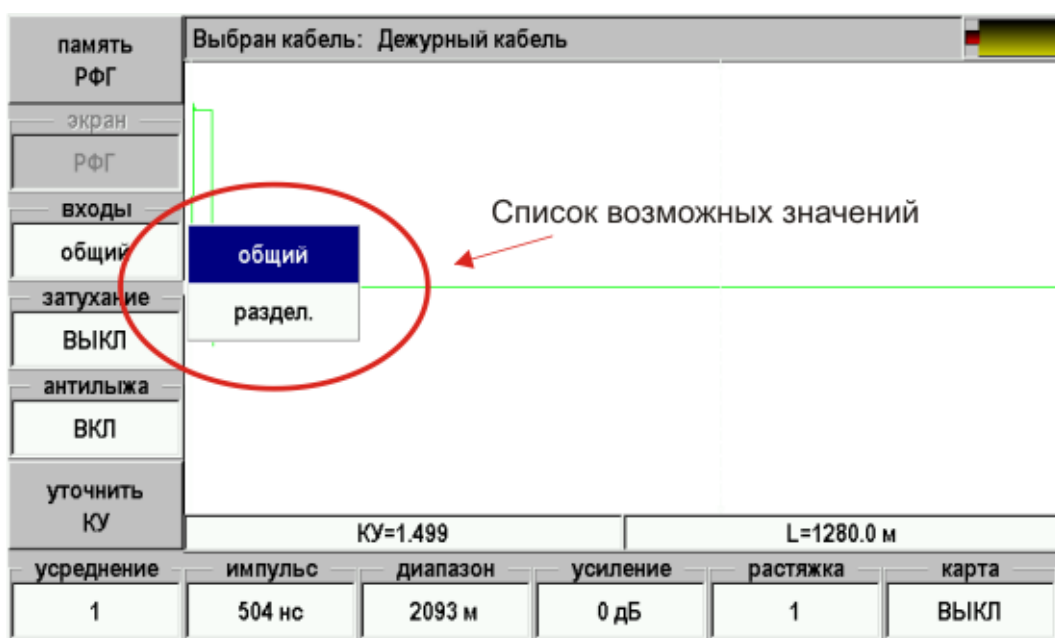 память
РФГ
Выбран кабель: Дежурный кабель
экран
РФГ
входы
общий
затухание
ВЫКЛ
антилыжа
ВКЛ
уточнить
КУ
общий
раздел.
Список возможных значений
КУ=1.499
L=1280.0 м
усреднение
1
импульс
504 нс
диапазон
2093 м
усиление
0 дБ
растяжка
1
карта
ВЫКЛ